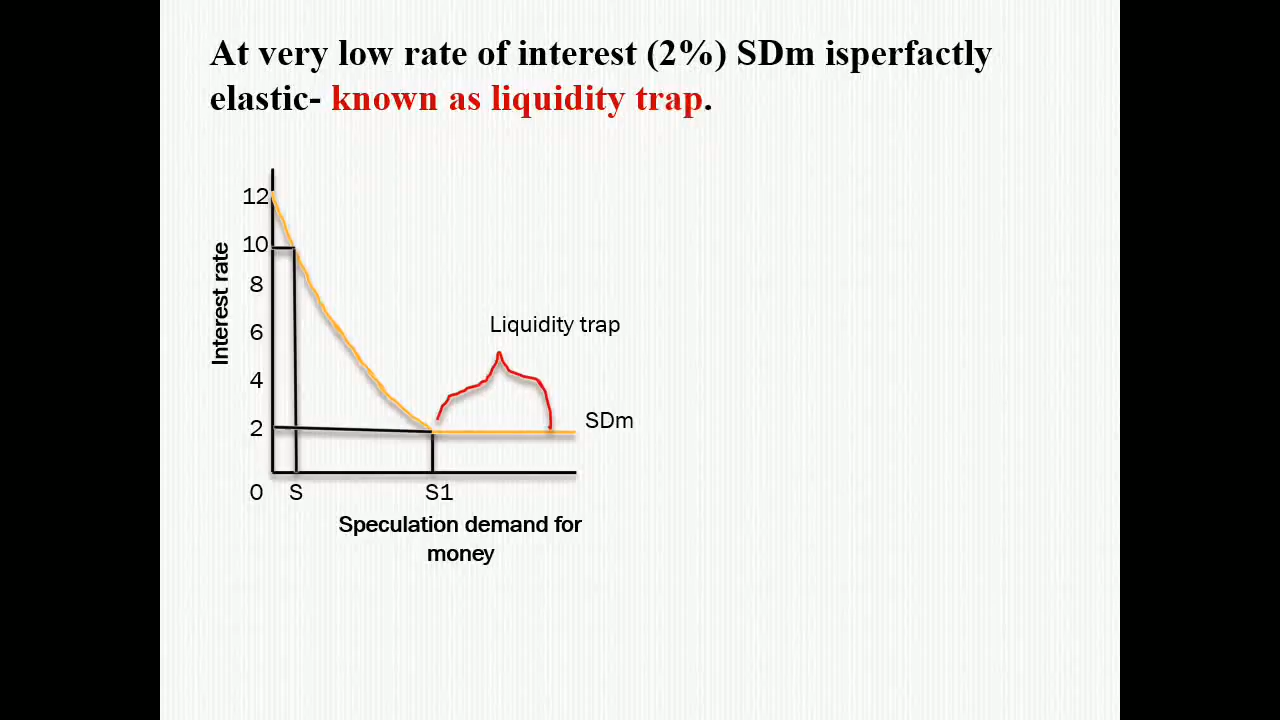 At very low rate of interest (2%) SDm isperfactly
elastic- known as liquidity trap.
12
10
8
6
4
2
0
Interest rate
Liquidity trap
SDm
S
S1
Speculation demand for
money